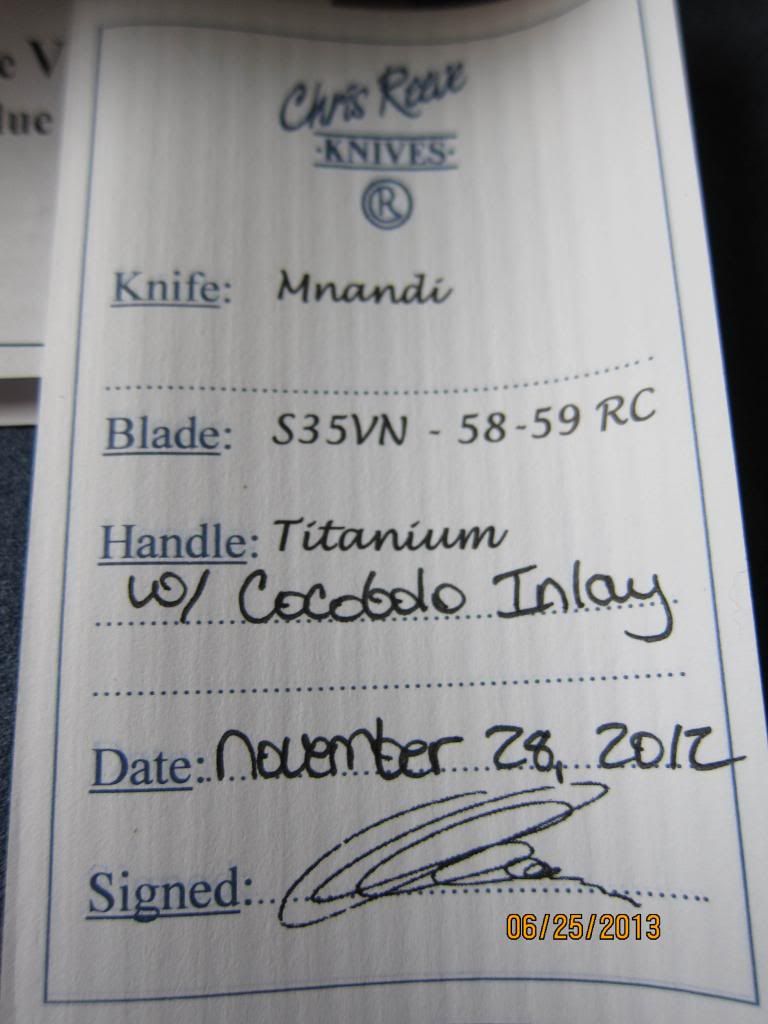 e V
lue
Chris Reeve
·KNIVES·
®
Knife: Mnandi
Blade: S35VN - 58-59 RC
Handle: Titanium
w/ Cocobolo Inlay
Date: November 28, 2012
Signed:
06/25/2013